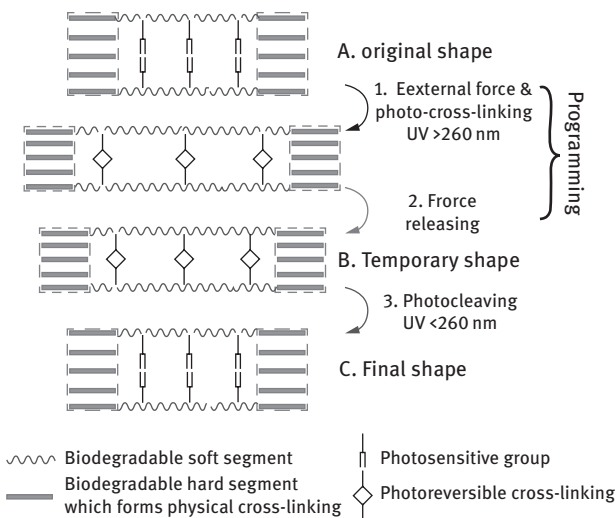 A. original shape
1. Eexternal force &
photo-cross-linking
UV >260 nm
Programming
2. Frorce
releasing
B. Temporary shape
3. Photocleaving
UV <260 nm
C. Final shape
Biodegradable soft segment
Biodegradable hard segment
which forms physical cross-linking
Photosensitive group
Photoreversible cross-linking